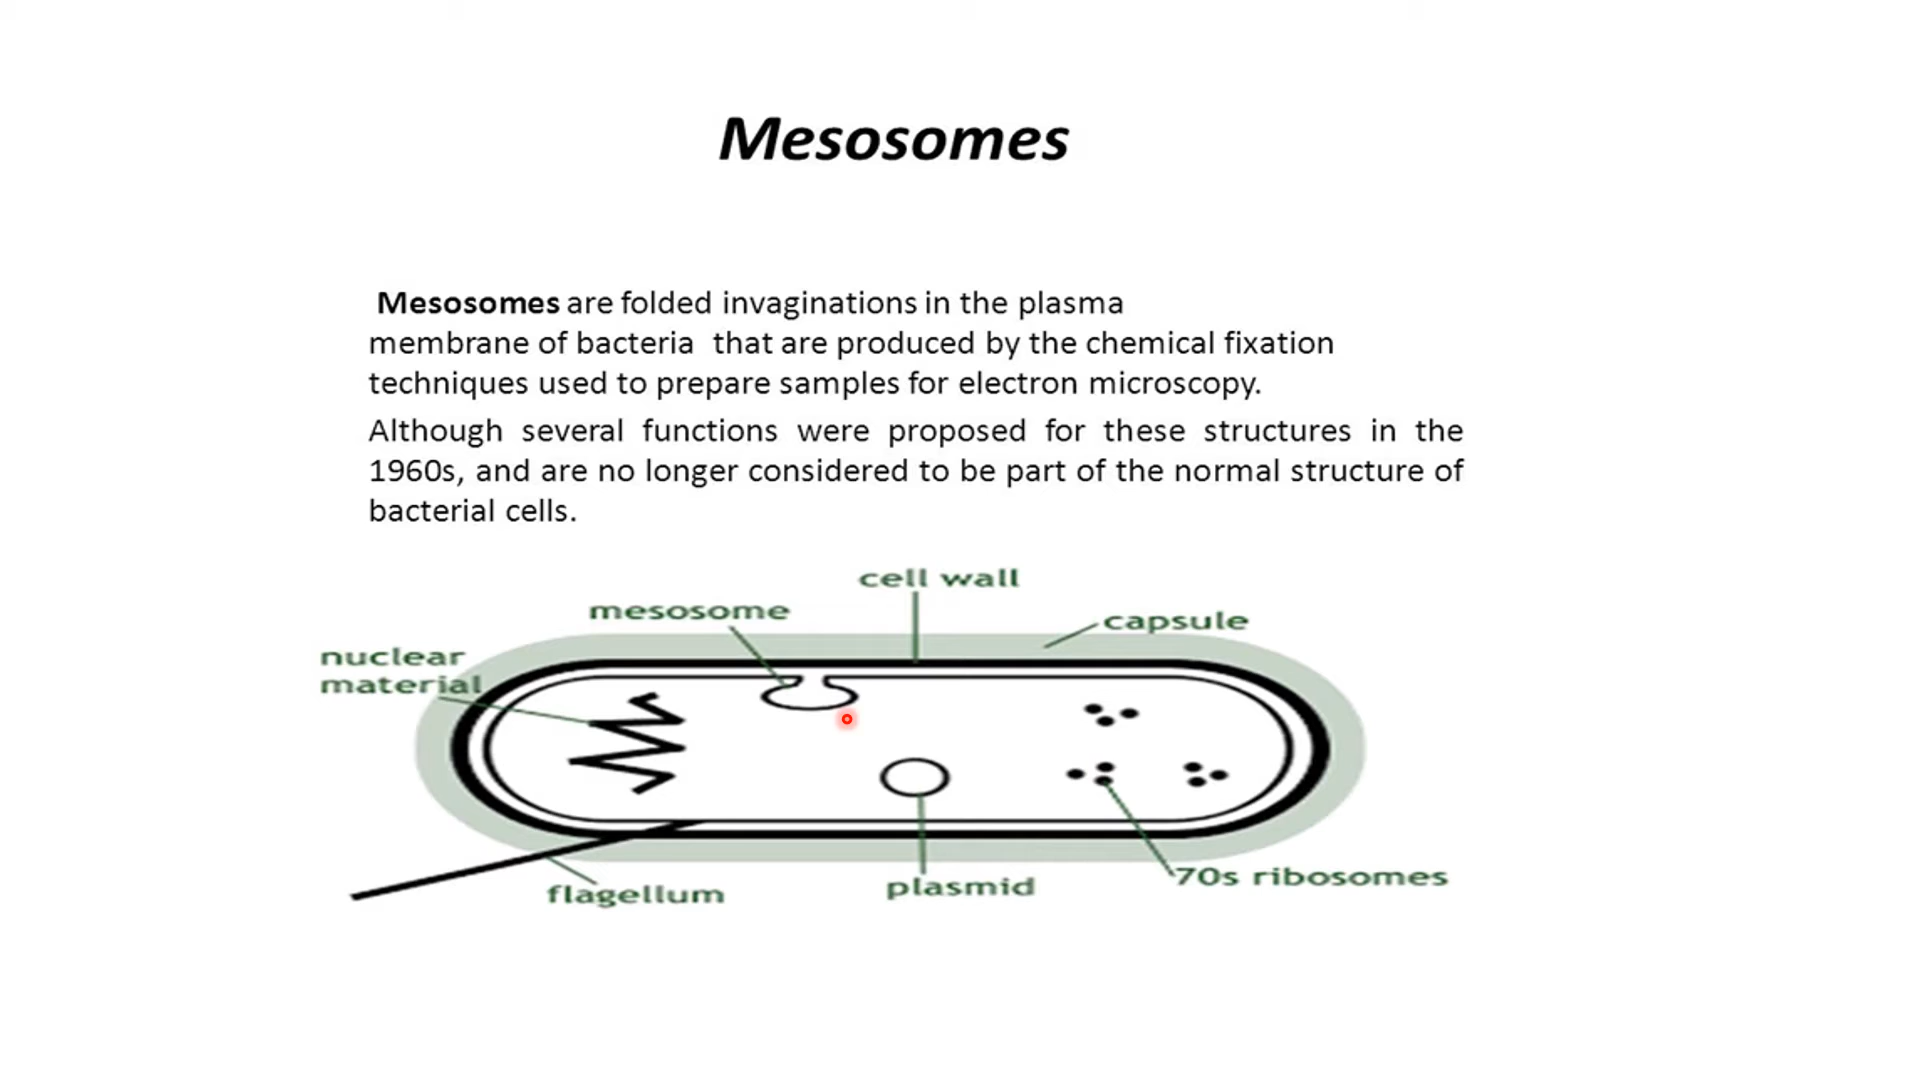 Mesosomes
Mesosomes are folded invaginations in the plasma
membrane of bacteria that are produced by the chemical fixation
techniques used to prepare samples for electron microscopy.
Although several functions were proposed for these structures in the
1960s, and are no longer considered to be part of the normal structure of
bacterial cells.
cell wall
mesosome
capsule
nuclear
material
flagellum
plasmid
70s ribosomes